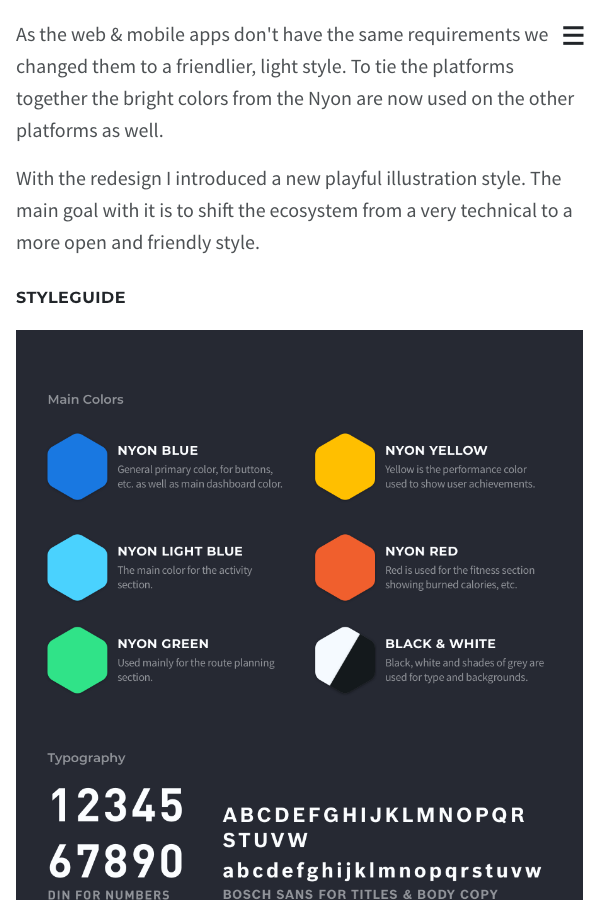 As the web & mobile apps don't have the same requirements we
changed them to a friendlier, light style. To tie the platforms
together the bright colors from the Nyon are now used on the other
platforms as well.
With the redesign I introduced a new playful illustration style. The
main goal with it is to shift the ecosystem from a very technical to a
more open and friendly style.
STYLEGUIDE
Main Colors
NYON BLUE
General primary color, for buttons,
etc. as well as main dashboard color.
NYON YELLOW
Yellow is the performance color
used to show user achievements.
NYON LIGHT BLUE
The main color for the activity
section.
NYON RED
Red is used for the fitness section
showing burned calories, etc.
NYON GREEN
Used mainly for the route planning
section.
BLACK & WHITE
Black, white and shades of grey are
used for type and backgrounds.
Typography
12345
67890
DIN FOR NUMBERS
ABCDEFGHIJKLMNOPQR
STUVW
abcdefghijklmnopqrstuvw
BOSCH SANS FOR TITLES & BODY COPY